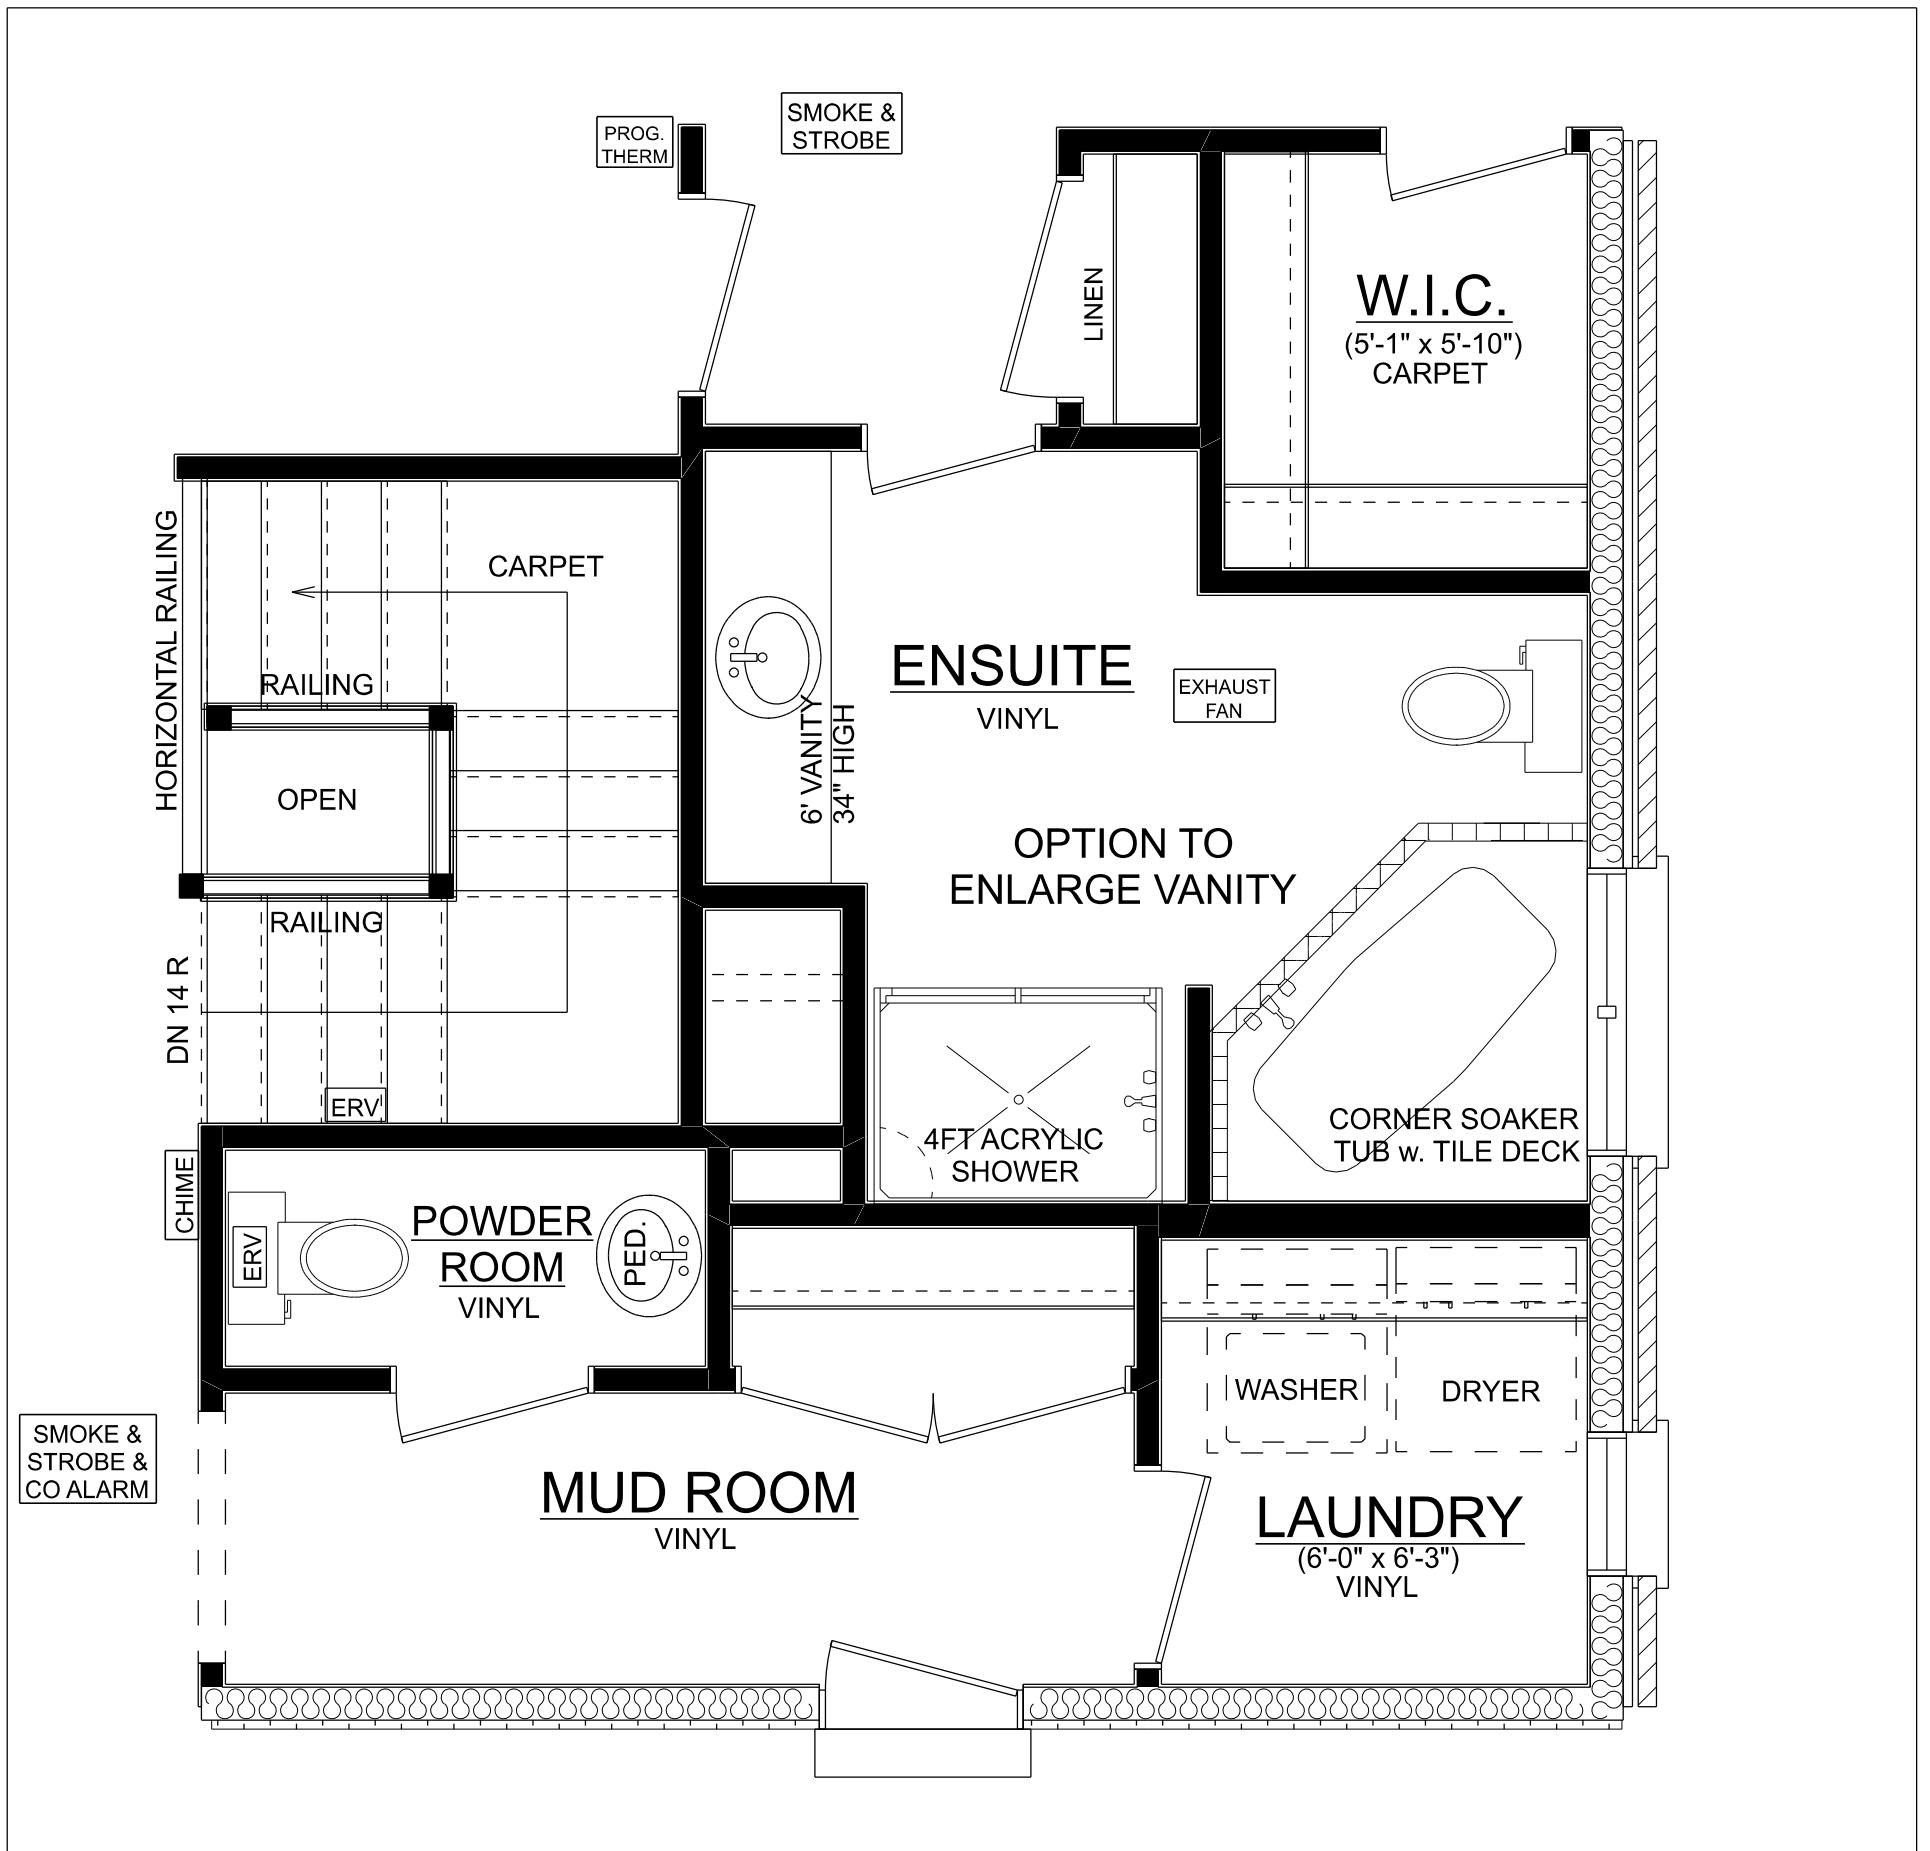 SMOKE &
STROBE
PROG.
THERM
LINEN
W.I.C.
(5'-1" x 5'-10")
CARPET
HORIZONTAL RAILING
CARPET
RAILING
OPEN
RAILING
DN 14 R
ERV
ENSUITE
VINYL
EXHAUST
FAN
6' VANITY
34" HIGH
OPTION TO
ENLARGE VANITY
4FT ACRYLIC
SHOWER
CORNER SOAKER
TUB w. TILE DECK
CHIME
ERV
POWDER
ROOM
VINYL
PED.
WASHER
DRYER
SMOKE &
STROBE &
CO ALARM
MUD ROOM
VINYL
LAUNDRY
(6'-0" x 6'-3")
VINYL